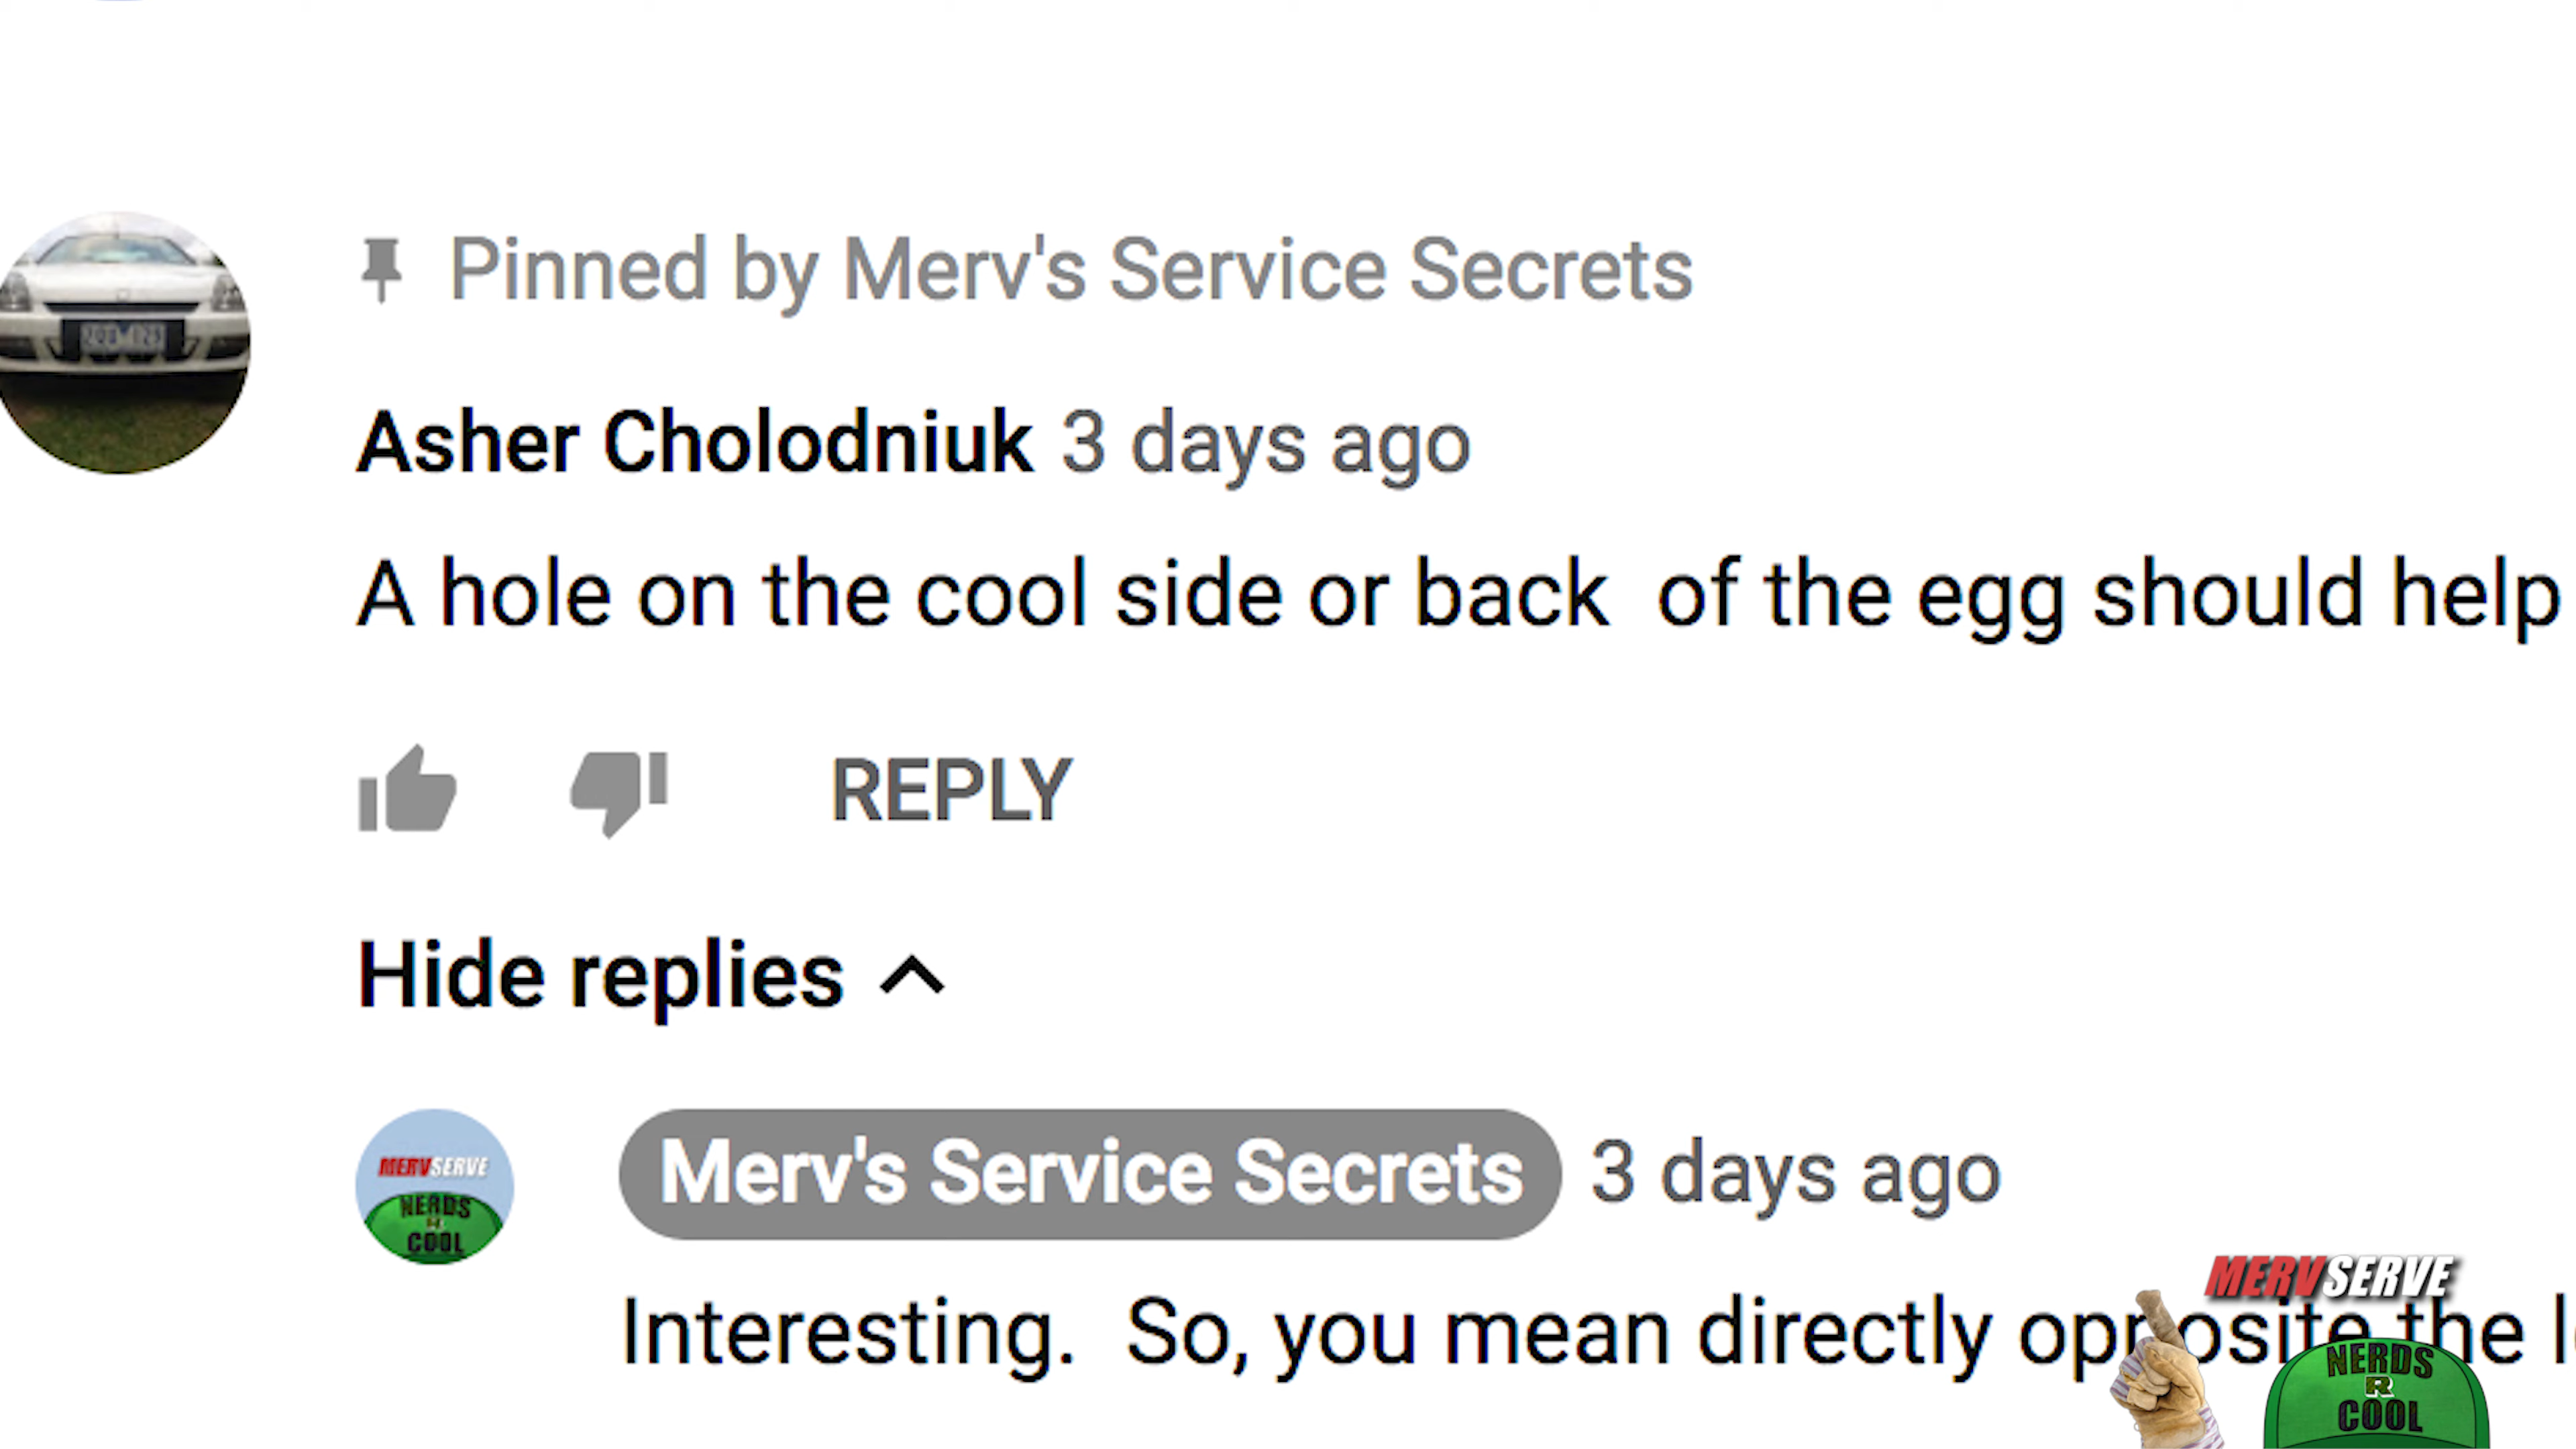 Pinned by Merv's Service Secrets
Asher Cholodniuk 3 days ago
A hole on the cool side or back  of the egg should help
REPLY
Hide replies
MERVSERVE
NERDS
R
COOL
Merv's Service Secrets 3 days ago
Interesting.  So, you mean directly opposite the
MERVSERVE
NERDS
R
COOL